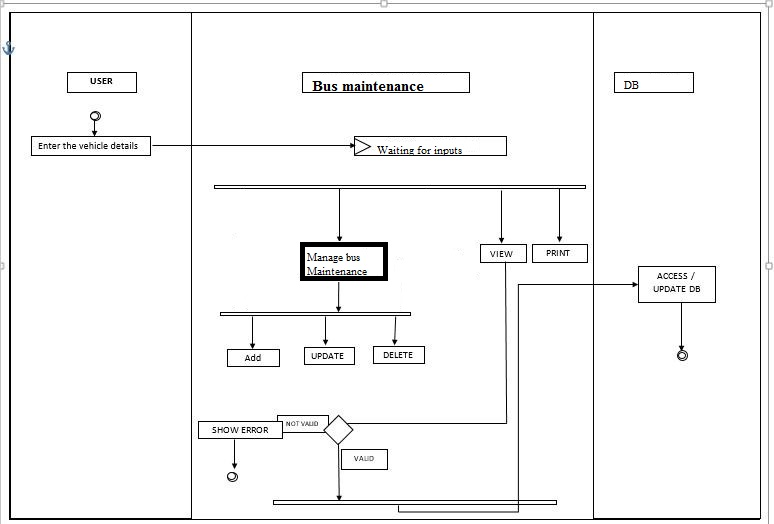 USER
Bus maintenance
DB
Enter the vehicle details
Waiting for inputs
Manage bus
Maintenance
VIEW
PRINT
ACCESS /
UPDATE DB
Add
UPDATE
DELETE
SHOW ERROR
NOT VALID
VALID